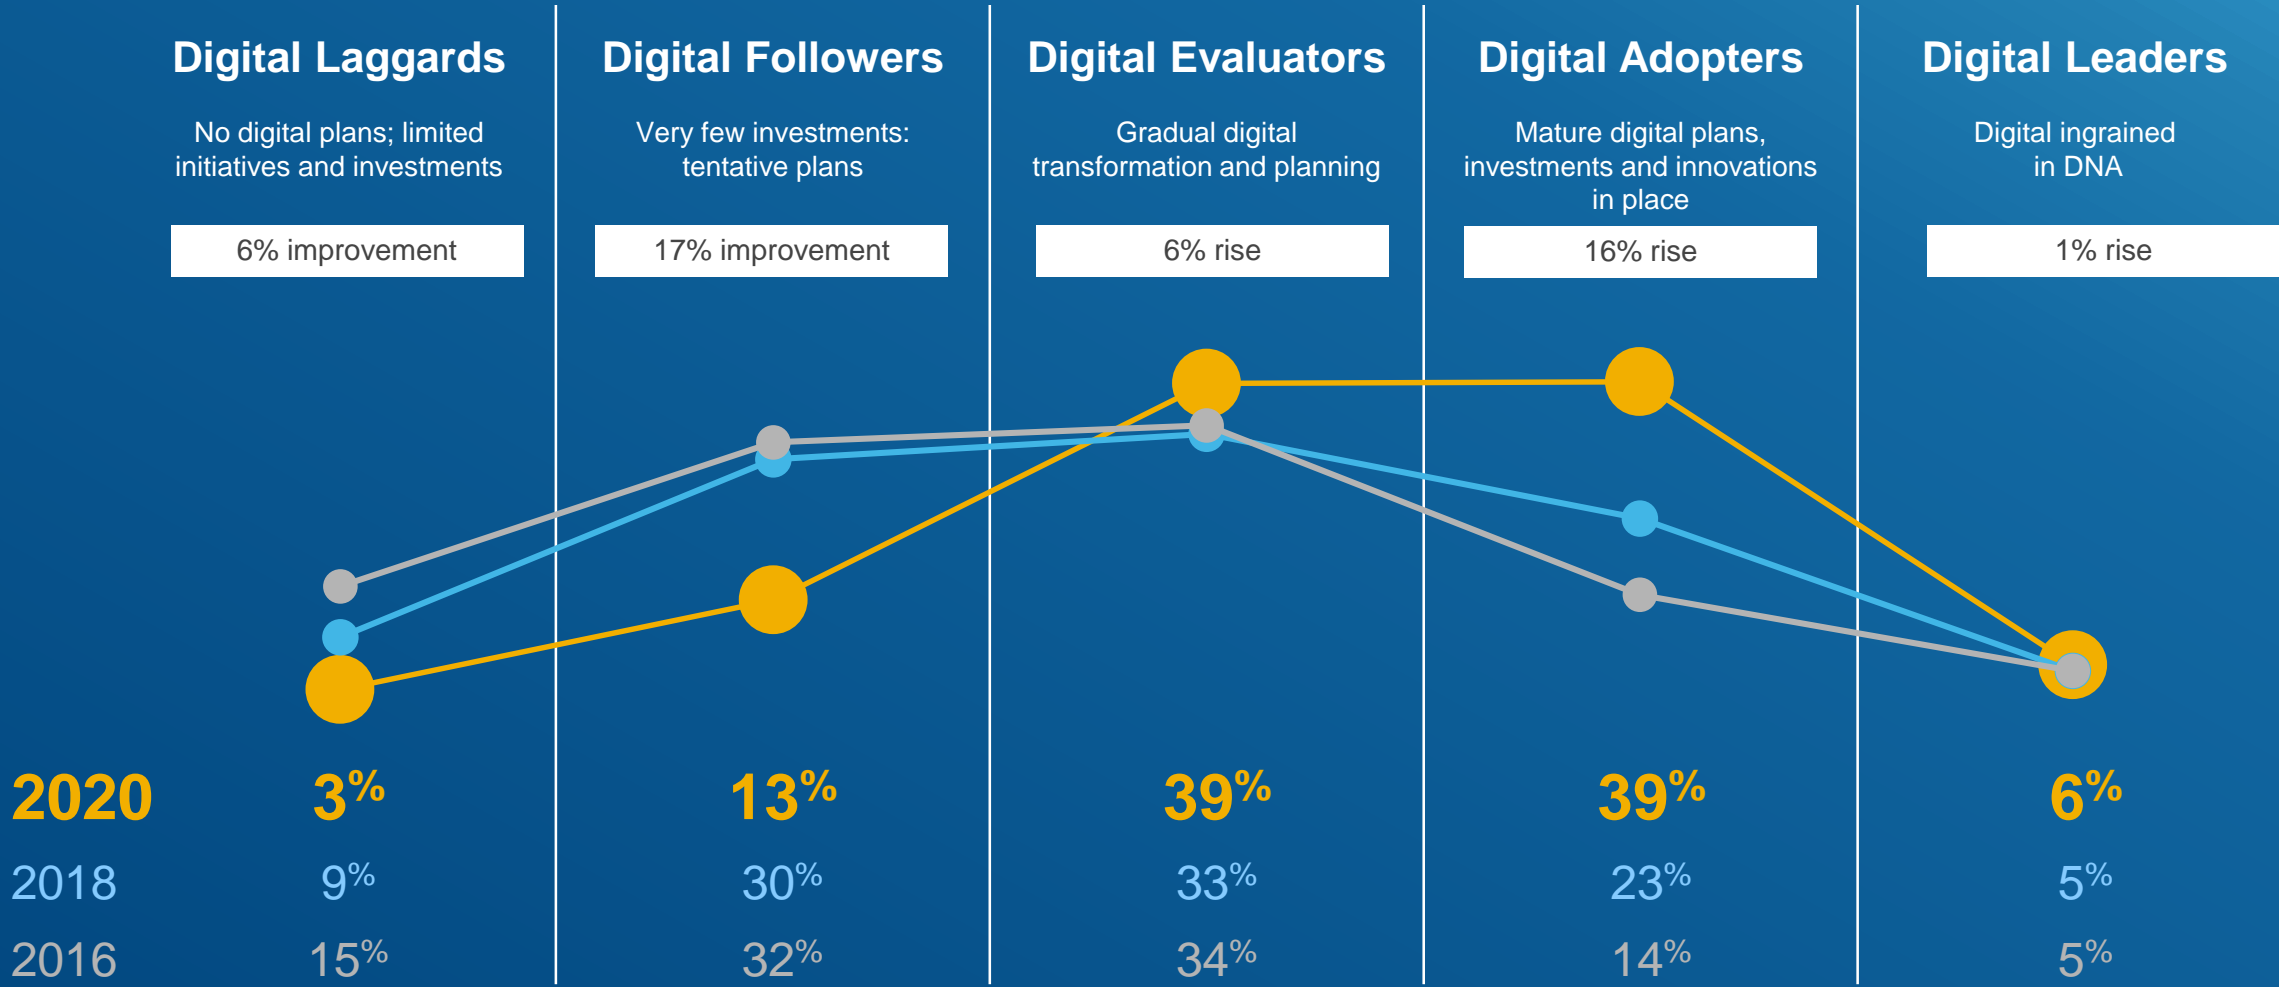 Digital Laggards
No digital plans; limited
initiatives and investments
6% improvement
Digital Followers
Very few investments:
tentative plans
17% improvement
Digital Evaluators
Gradual digital
transformation and planning
6% rise
Digital Adopters
Mature digital plans,
investments and innovations
in place
16% rise
Digital Leaders
Digital ingrained
in DNA
1% rise
2020 3% 13% 39% 39% 6%
2018 9% 30% 33% 23% 5%
2016 15% 32% 34% 14% 5%